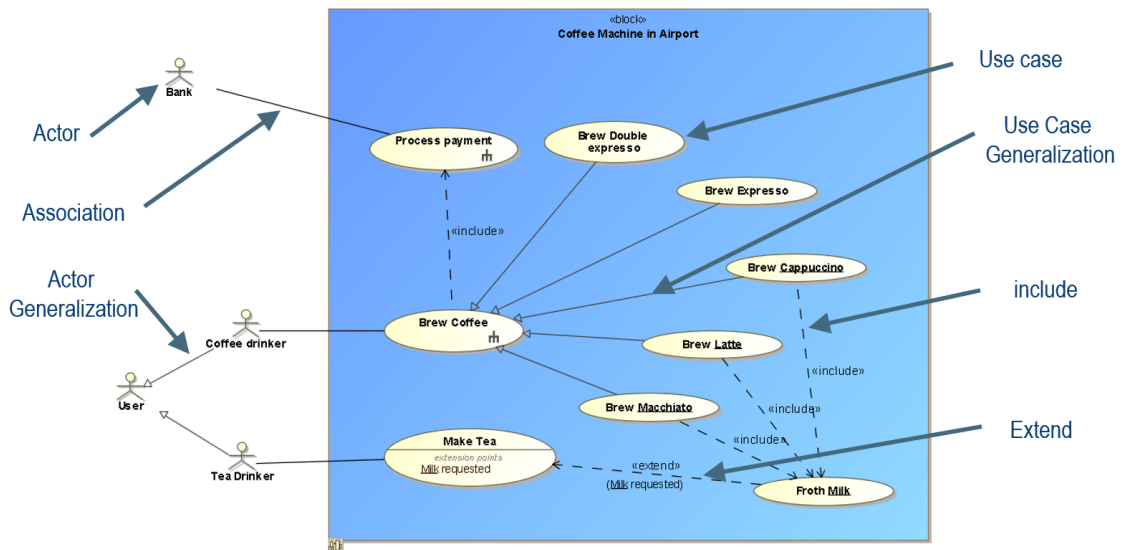 «block»
Coffee Machine in Airport
Use case
Bank
Actor
Process payment
Brew Double
expresso
Use Case
Generalization
Brew Expresso
Association
«include»
Brew Cappuccino
Actor
Generalization
include
Brew Coffee
Coffee drinker
Brew Latte
«include»
User
Brew Macchiato
«include»
«include»
Extend
Make Tea
extension points
Milk requested
«extend»
(Milk requested)
Tea Drinker
Froth Milk